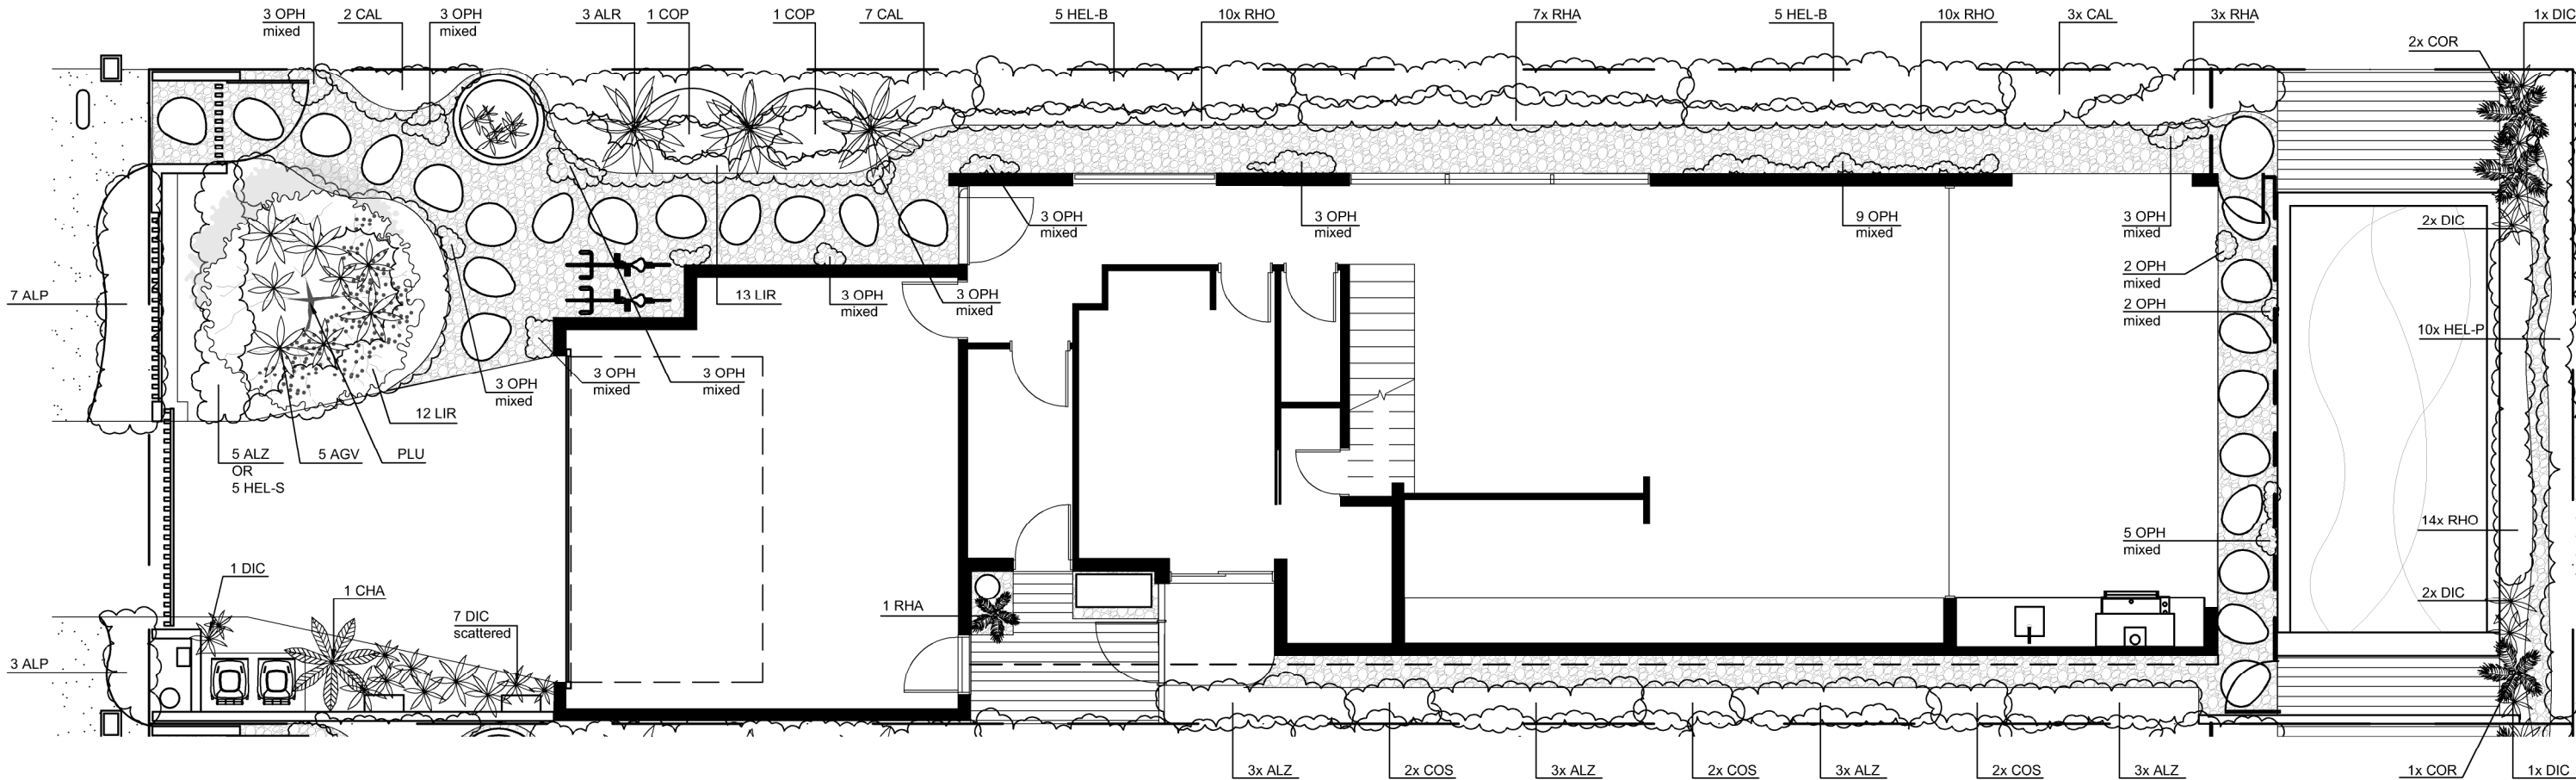 3 OPH
mixed
2 CAL
3 OPH
mixed
3 ALR
1 COP
1 COP
7 CAL
5 HEL-B
10x RHO
7x RHA
5 HEL-B
10x RHO
3x CAL
3x RHA
1x DIC
2x COR
3 OPH
mixed
3 OPH
mixed
9 OPH
mixed
3 OPH
mixed
2x DIC
2 OPH
mixed
2 OPH
mixed
7 ALP
13 LIR
3 OPH
mixed
3 OPH
mixed
10x HEL-P
3 OPH
mixed
3 OPH
mixed
3 OPH
mixed
12 LIR
5 ALZ
OR
5 HEL-S
5 AGV
PLU
14x RHO
5 OPH
mixed
1 DIC
1 CHA
7 DIC
scattered
1 RHA
2x DIC
3 ALP
3x ALZ
2x COS
3x ALZ
2x COS
3x ALZ
2x COS
3x ALZ
1x COR
1x DIC